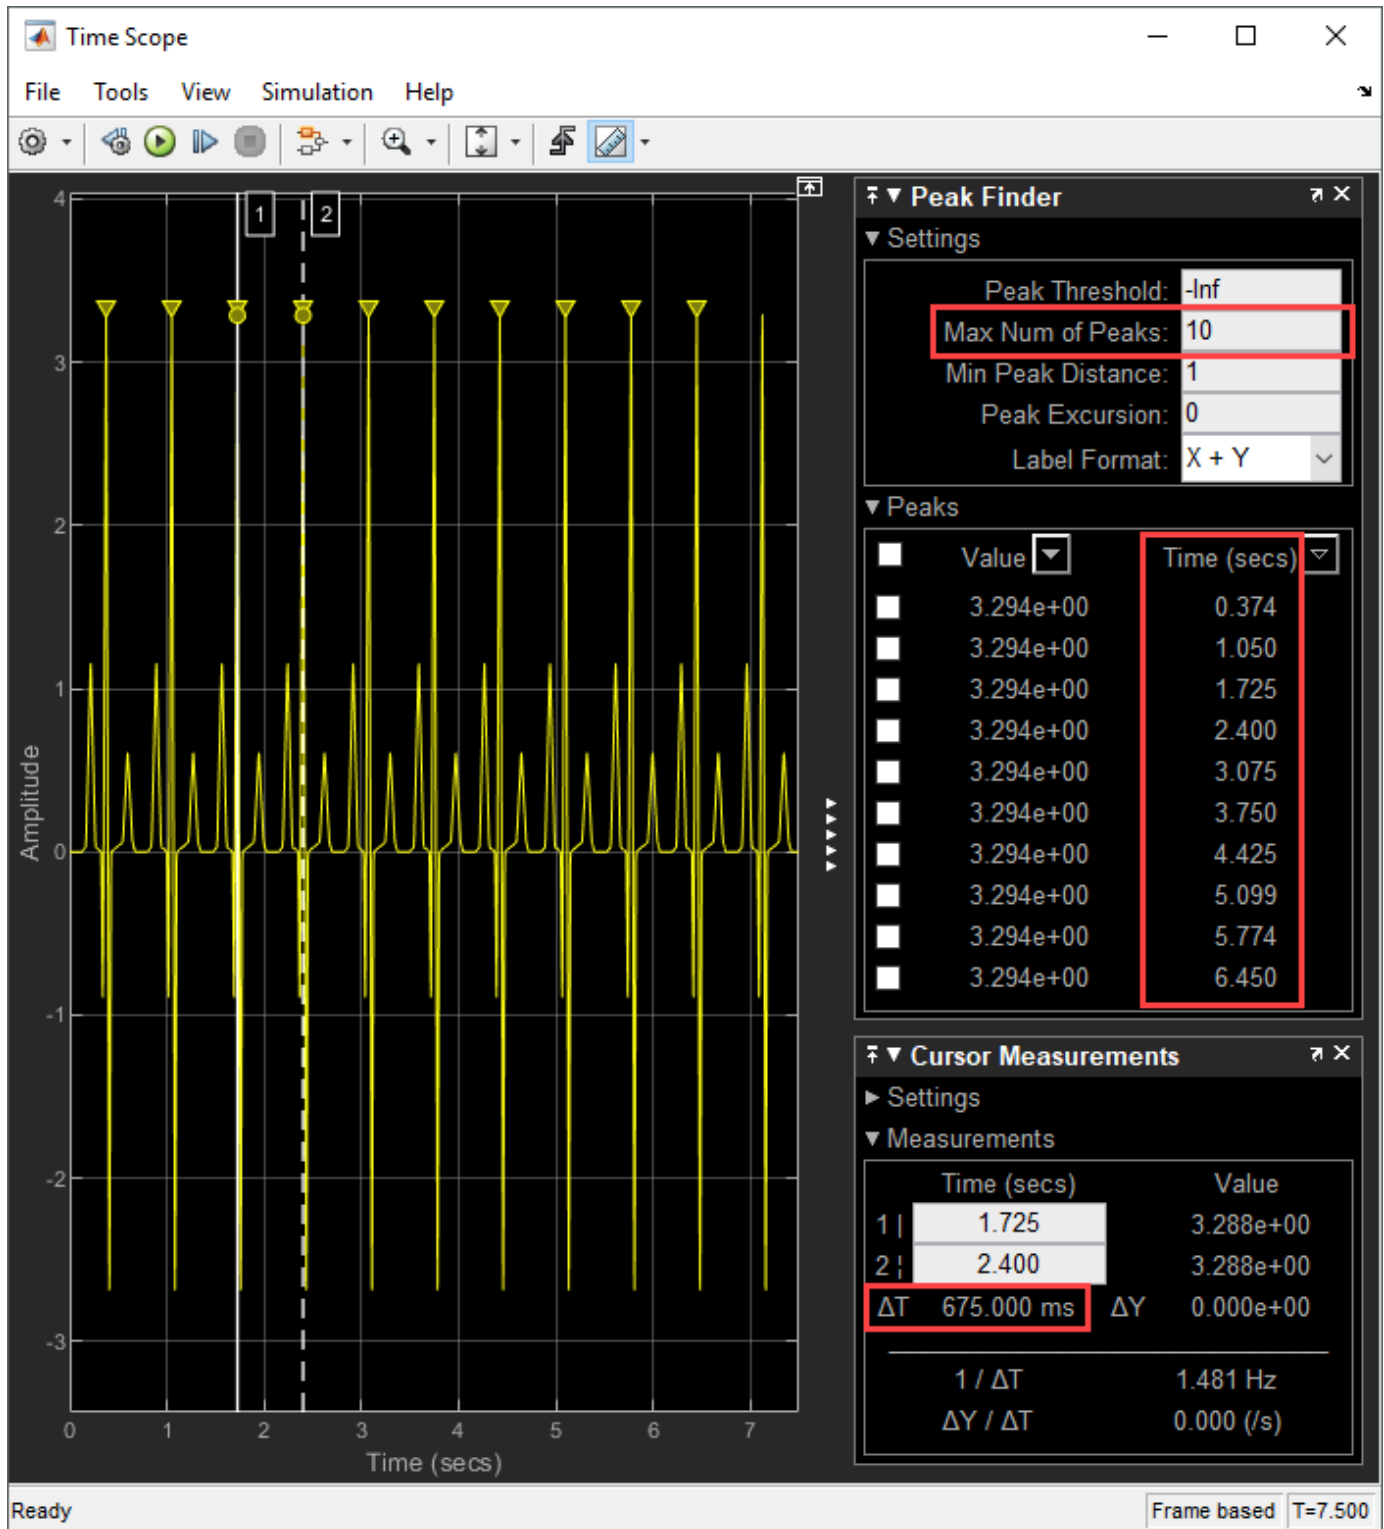 Time Scope
File Tools View Simulation Help
1 2
4
3
2
1
0
-1
-2
-3
Amplitude
0 1 2 3 4 5 6 7
Time (secs)
Peak Finder
Settings
Peak Threshold: -Inf
Max Num of Peaks: 10
Min Peak Distance: 1
Peak Excursion: 0
Label Format: X + Y
Peaks
Value Time (secs)
3.294e+00 0.374
3.294e+00 1.050
3.294e+00 1.725
3.294e+00 2.400
3.294e+00 3.075
3.294e+00 3.750
3.294e+00 4.425
3.294e+00 5.099
3.294e+00 5.774
3.294e+00 6.450
Cursor Measurements
Settings
Measurements
Time (secs) Value
1 | 1.725 3.288e+00
2 ¦ 2.400 3.288e+00
ΔT 675.000 ms ΔY 0.000e+00
1 / ΔT 1.481 Hz
ΔY / ΔT 0.000 (/s)
Ready
Frame based T=7.500